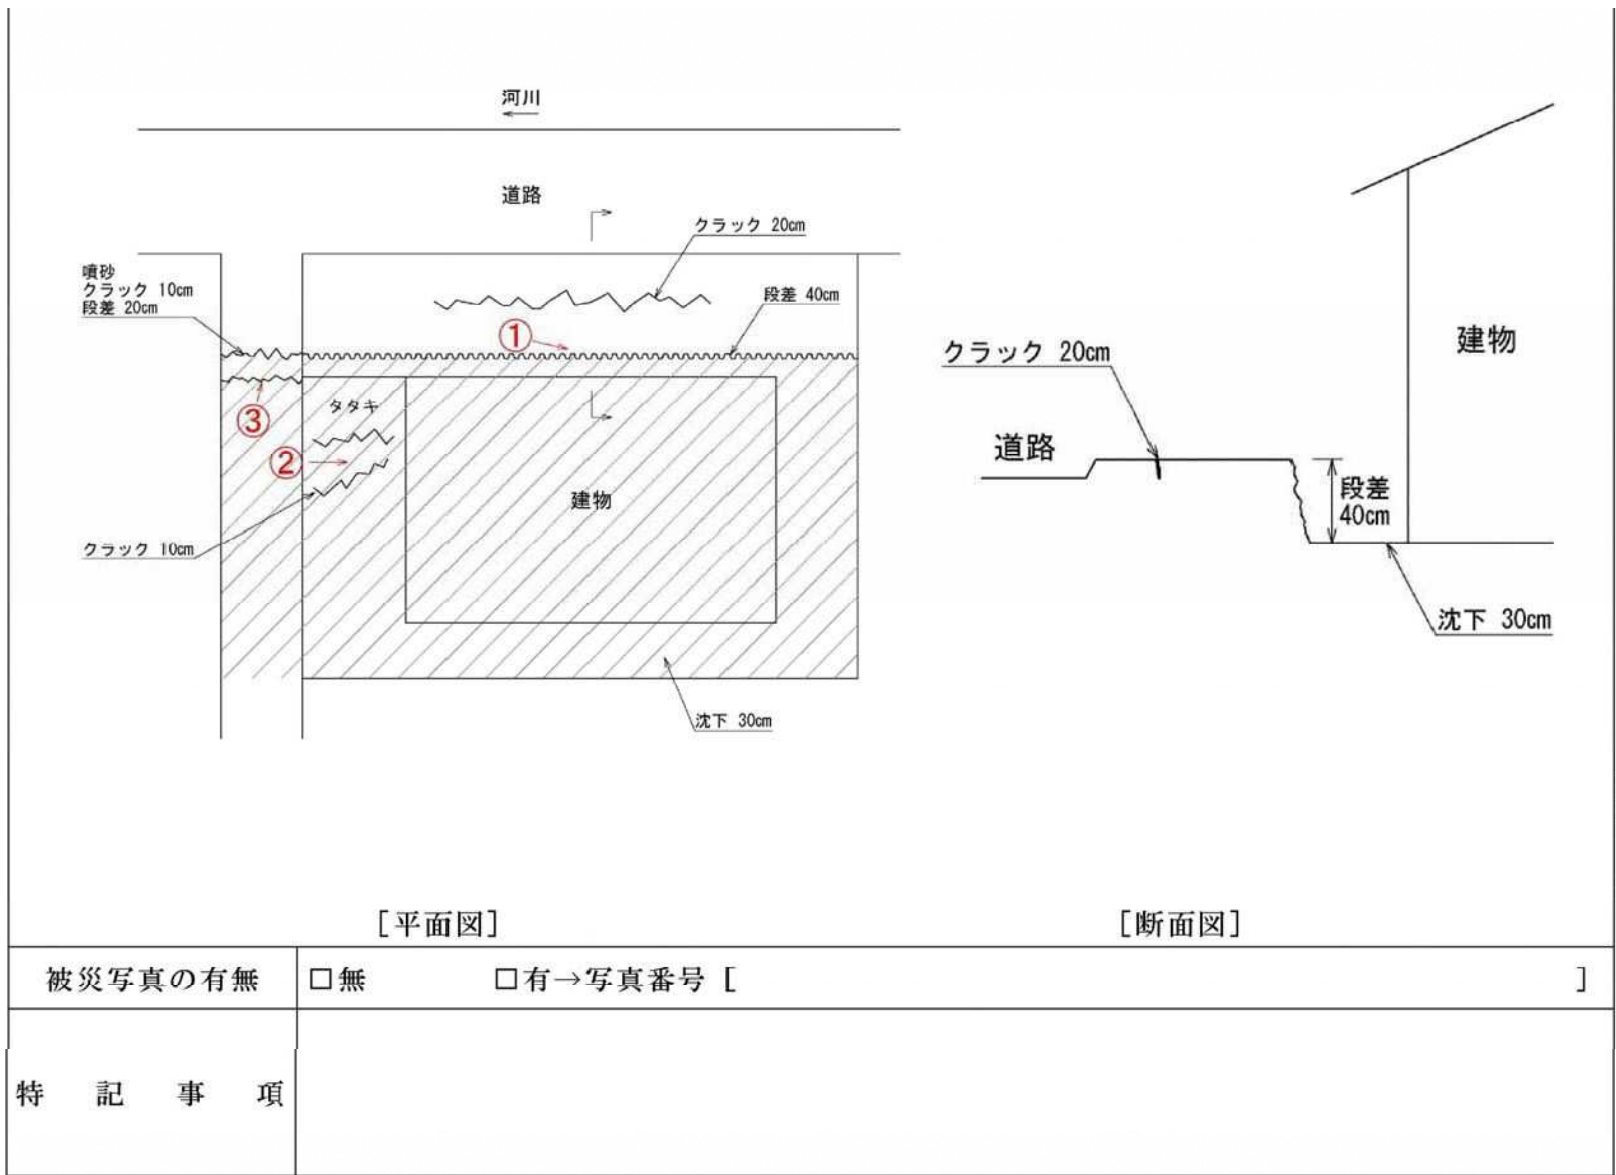 河川
←
道路
クラック 20cm
噴砂
クラック 10cm
段差 20cm
段差 40cm
①
③
タタキ
②
建物
クラック 10cm
沈下 30cm
[平面図]
クラック 20cm
道路
建物
段差
40cm
沈下 30cm
[断面図]
被災写真の有無 □無 □有→写真番号 [ ]
特記事項